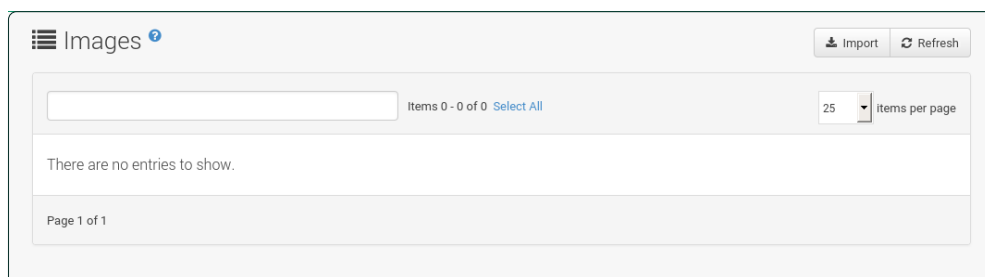 Images ?
Import Refresh
Items 0 - 0 of 0 Select All 25 items per page
There are no entries to show.
Page 1 of 1